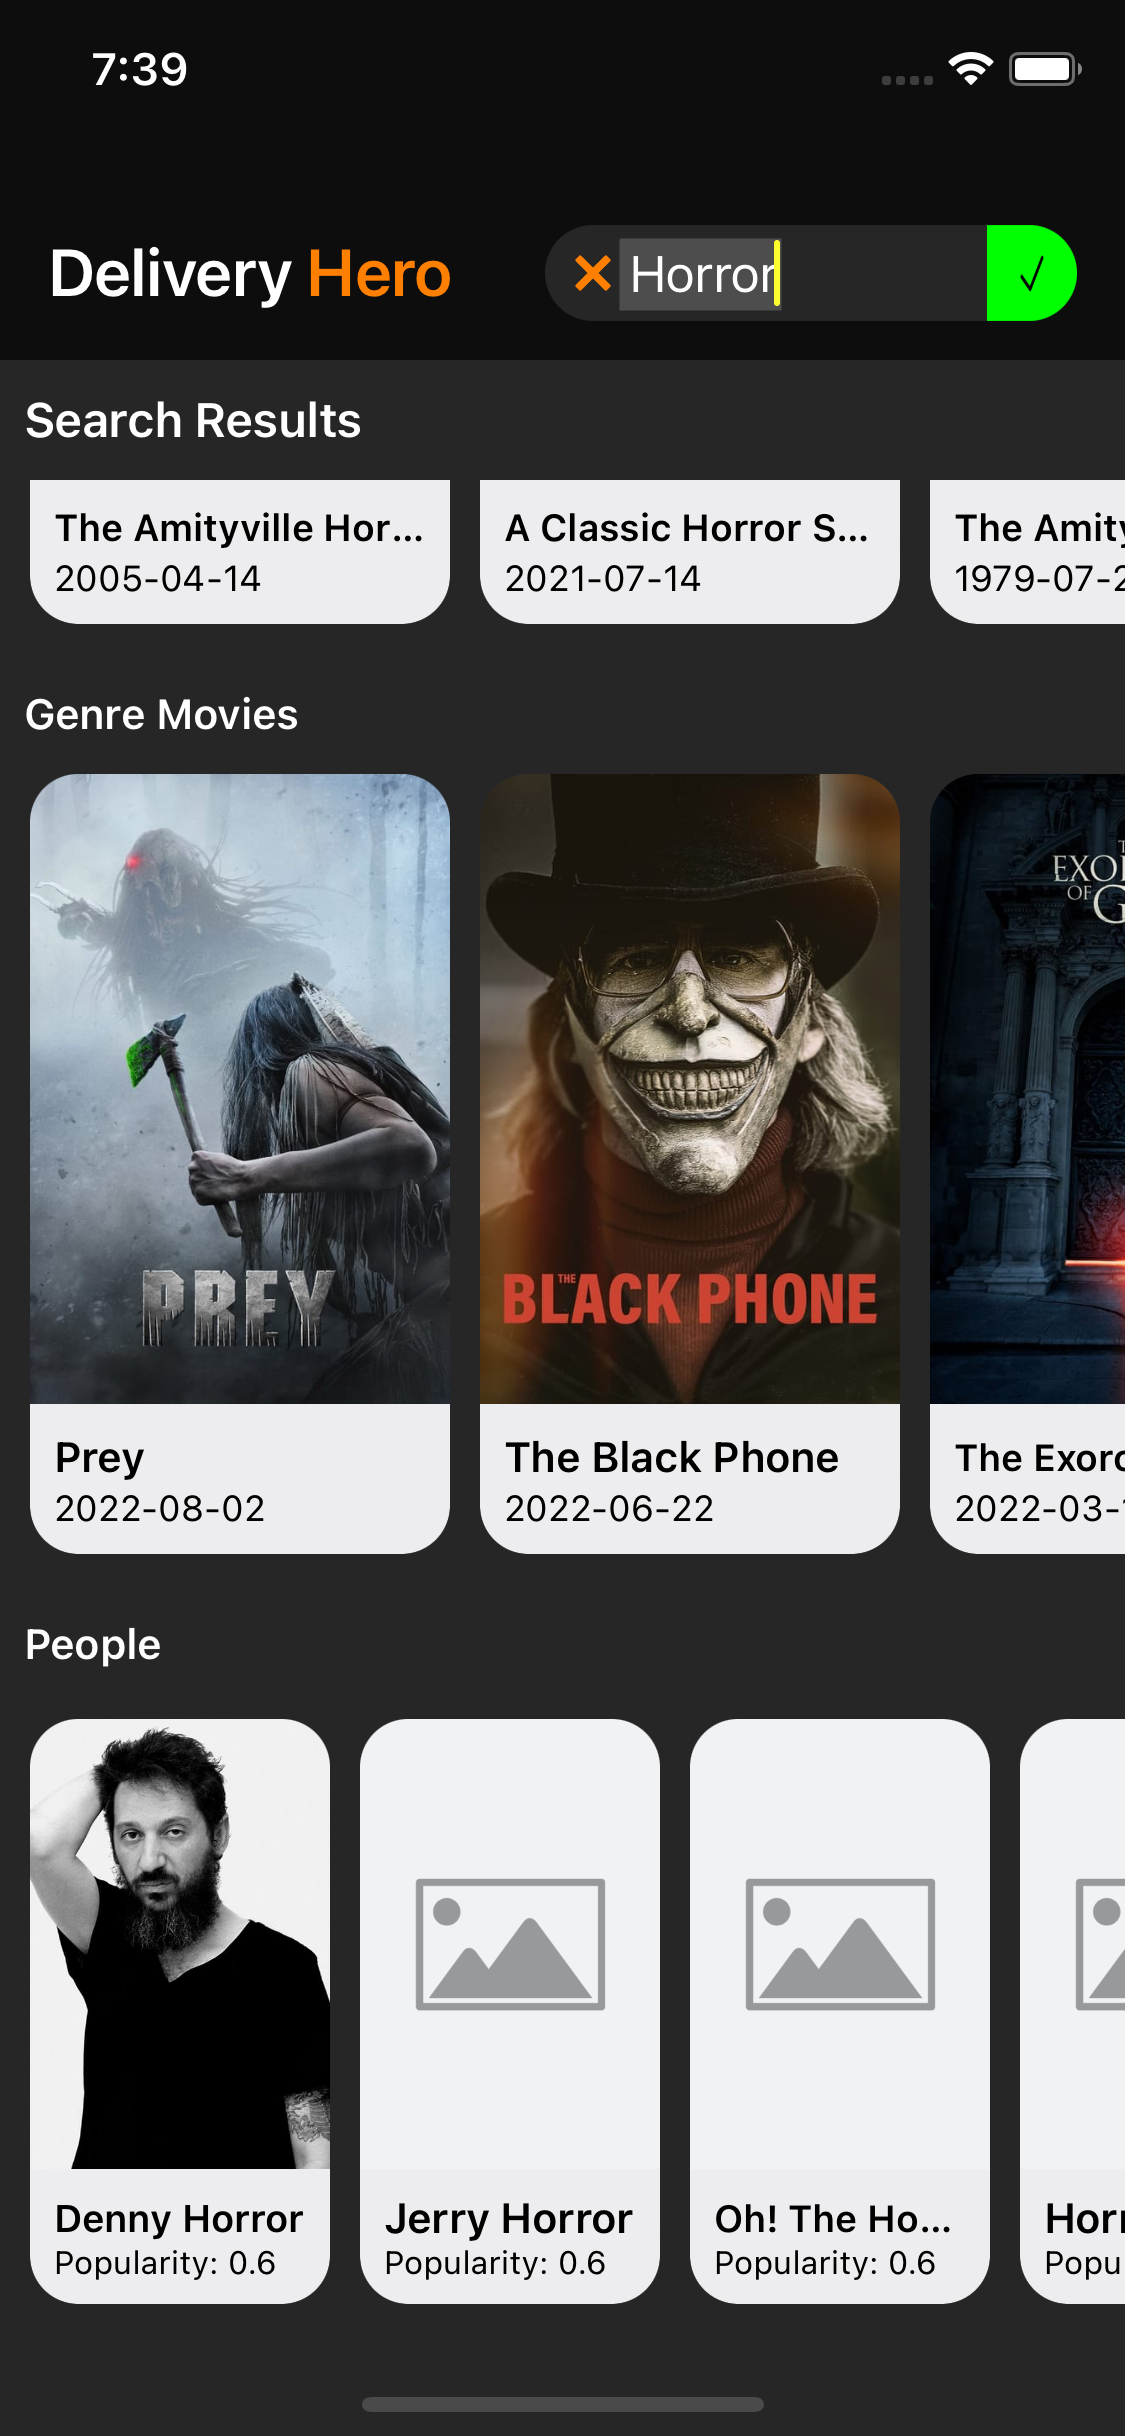 7:39
Delivery Hero
Horror
Search Results
The Amityville Hor...
2005-04-14
A Classic Horror S...
2021-07-14
The Amity
1979-07-2
Genre Movies
PREY
THE BLACK PHONE
EXO
OF G
Prey
2022-08-02
The Black Phone
2022-06-22
The Exorc
2022-03-1
People
Denny Horror
Popularity: 0.6
Jerry Horror
Popularity: 0.6
Oh! The Ho...
Popularity: 0.6
Horr
Popu